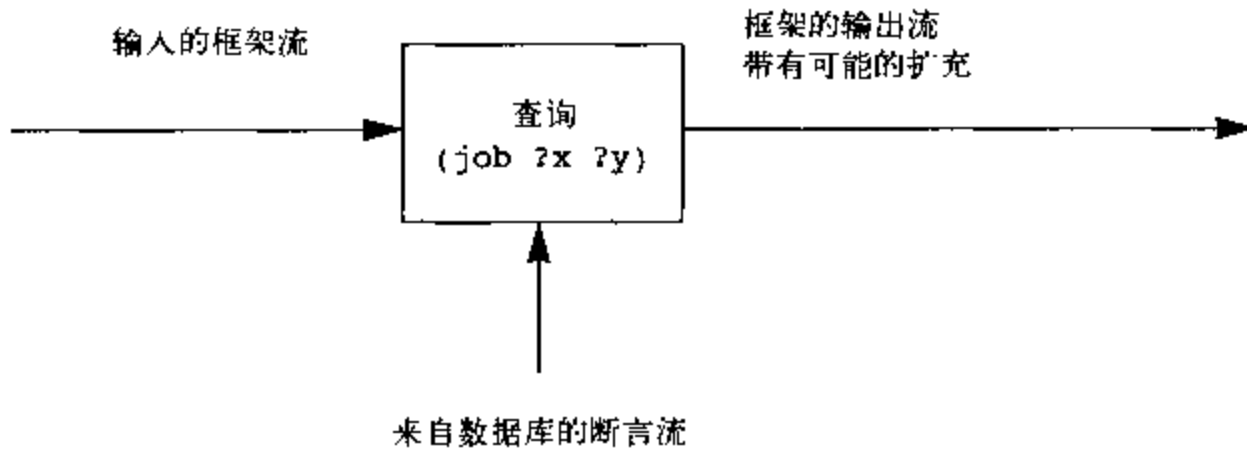 输入的框架流
框架的输出流
带有可能的扩充
查询
(job ?x ?y)
来自数据库的断言流